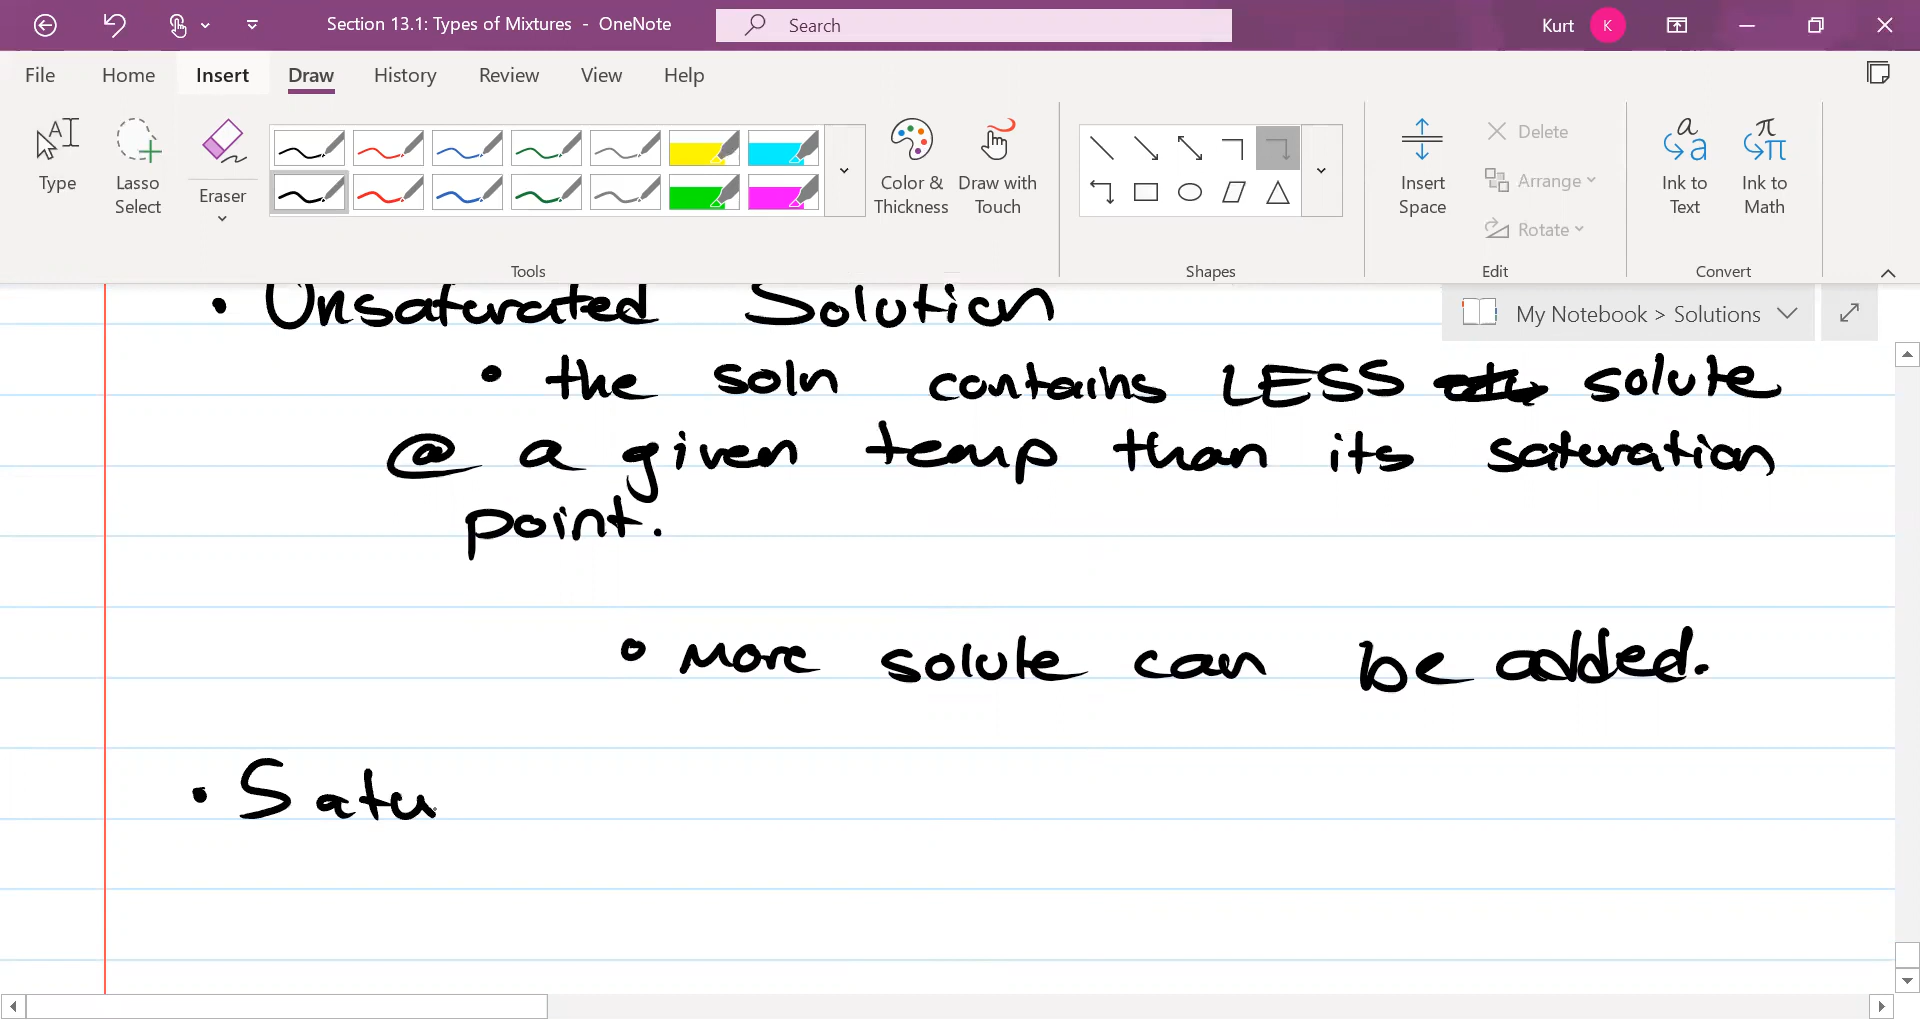 Section 13.1: Types of Mixtures - OneNote
Search
Kurt K
File Home Insert Draw History Review View Help
Type
Lasso Select
Eraser
Color & Thickness
Draw with Touch
Insert Space
Delete
Arrange
Rotate
Ink to Text
Ink to Math
Tools Shapes Edit Convert
My Notebook > Solutions
• Unsaturated Solution
• the soln contains LESS solute
@ a given temp than its saturation
point.
• More solute can be added.
• Satu